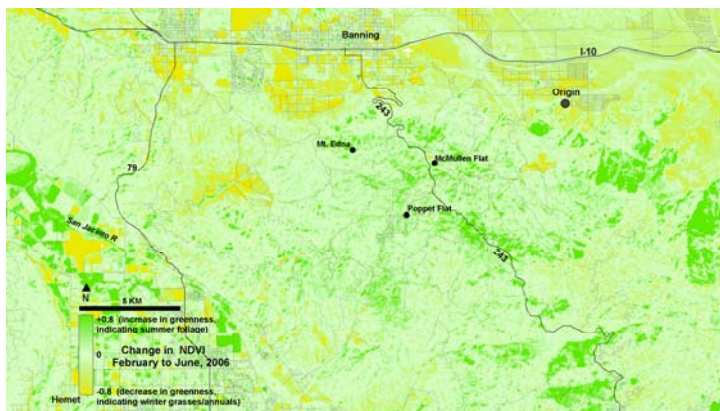 Banning
I-10
Origin
243
Mt. Edna
McMullen Flat
79
Poppet Flat
San Jacinto R
243
N
5 KM
+0.8 (increase in greenness,
indicating summer foliage)
0
Change in NDVI
February to June, 2006
-0.8 (decrease in greenness,
indicating winter grasses/annuals)
Hemet